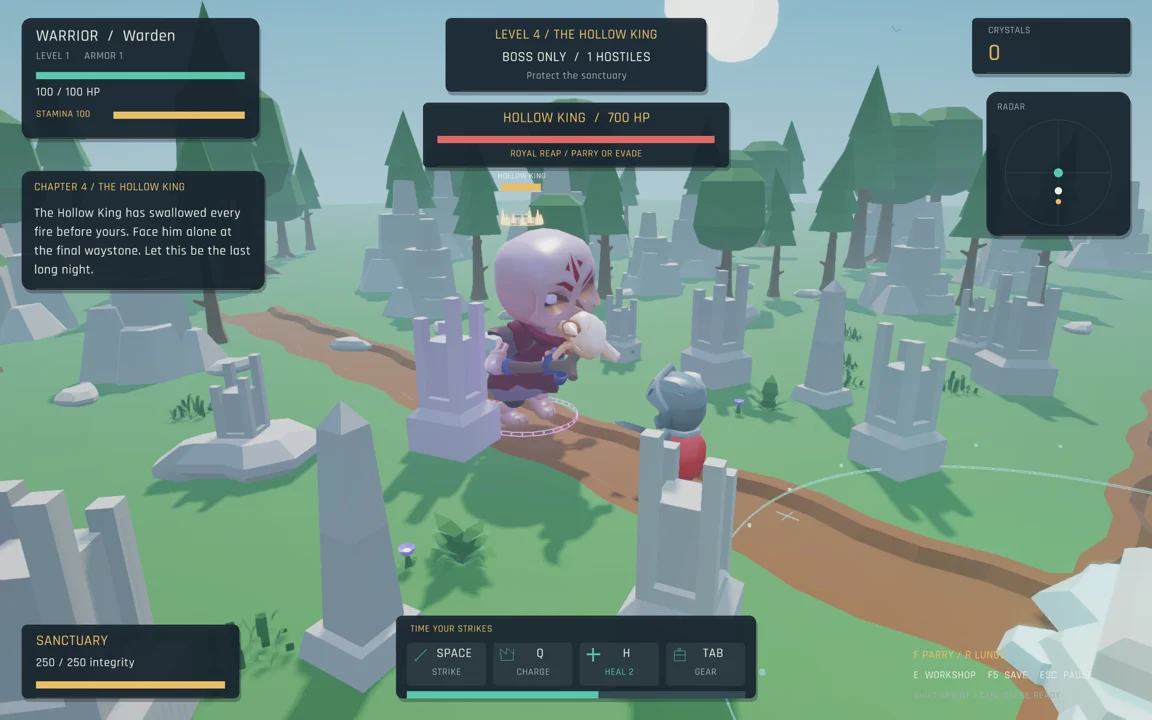 WARRIOR / Warden
LEVEL 1 ARMOR 1
100 / 100 HP
STAMINA 100
CHAPTER 4 / THE HOLLOW KING
The Hollow King has swallowed every
fire before yours. Face him alone at
the final waystone. Let this be the last
long night.
LEVEL 4 / THE HOLLOW KING
BOSS ONLY / 1 HOSTILES
Protect the sanctuary
HOLLOW KING / 700 HP
ROYAL REAP / PARRY OR EVADE
HOLLOW KING
CRYSTALS
0
RADAR
SANCTUARY
250 / 250 integrity
TIME YOUR STRIKES
SPACE
STRIKE
Q
CHARGE
H
HEAL 2
TAB
GEAR
F PARRY / R LUNGE
E WORKSHOP F5 SAVE ESC PAUSE